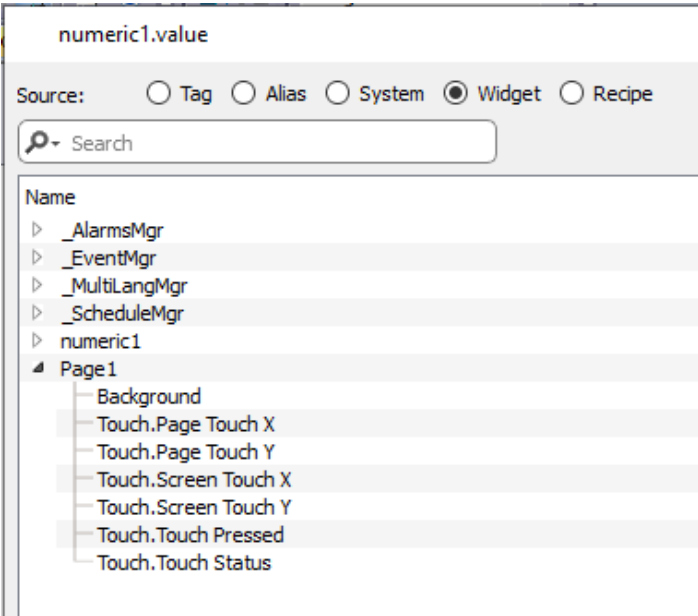 numeric1.value
Source: Tag Alias System Widget Recipe
Search
Name
_AlarmsMgr
_EventMgr
_MultiLangMgr
_ScheduleMgr
numeric1
Page1
Background
Touch.Page Touch X
Touch.Page Touch Y
Touch.Screen Touch X
Touch.Screen Touch Y
Touch.Touch Pressed
Touch.Touch Status